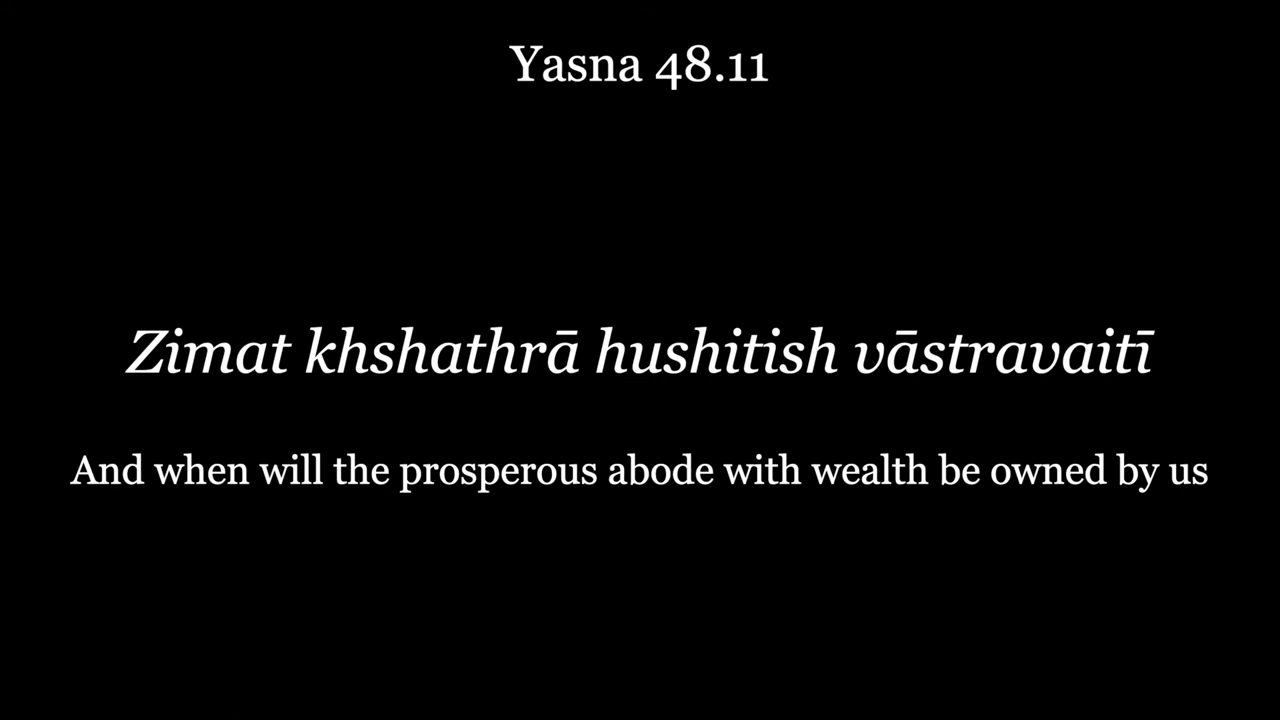 Yasna 48.11
Zimat khshathrā hushitish vāstravaitī
And when will the prosperous abode with wealth be owned by us